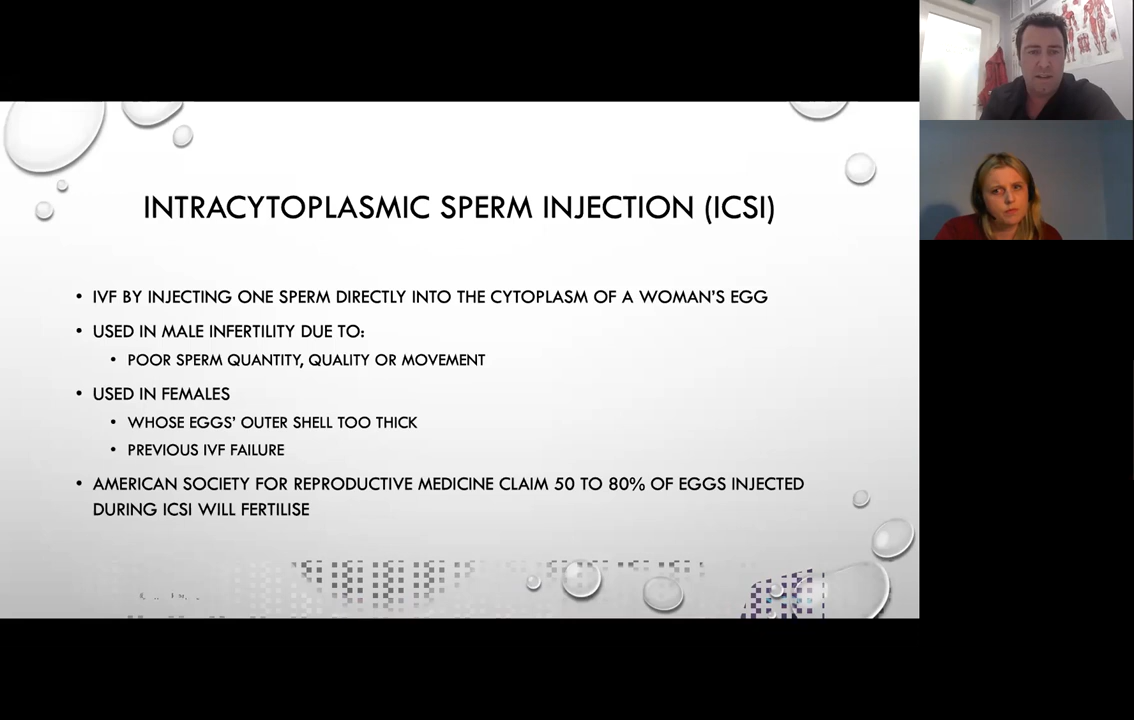 INTRACYTOPLASMIC SPERM INJECTION (ICSI)
• IVF BY INJECTING ONE SPERM DIRECTLY INTO THE CYTOPLASM OF A WOMAN'S EGG
• USED IN MALE INFERTILITY DUE TO:
• POOR SPERM QUANTITY, QUALITY OR MOVEMENT
• USED IN FEMALES
• WHOSE EGGS' OUTER SHELL TOO THICK
• PREVIOUS IVF FAILURE
• AMERICAN SOCIETY FOR REPRODUCTIVE MEDICINE CLAIM 50 TO 80% OF EGGS INJECTED
DURING ICSI WILL FERTILISE